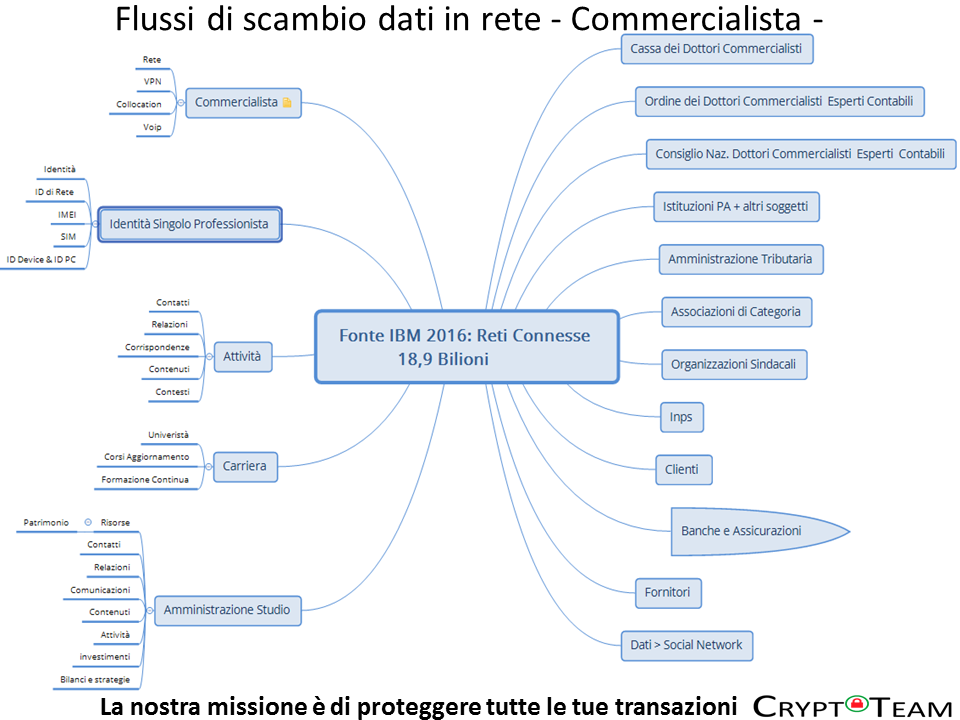 Flussi di scambio dati in rete - Commercialista -
Rete
VPN
Collocation
Voip
Commercialista
Identità
ID di Rete
IMEI
SIM
ID Device & ID PC
Identità Singolo Professionista
Contatti
Relazioni
Corrispondenze
Contenuti
Contesti
Attività
Univeristà
Corsi Aggiornamento
Formazione Continua
Carriera
Patrimonio
Risorse
Contatti
Relazioni
Comunicazioni
Contenuti
Attività
investimenti
Bilanci e strategie
Amministrazione Studio
Fonte IBM 2016: Reti Connesse
18,9 Bilioni
Cassa dei Dottori Commercialisti
Ordine dei Dottori Commercialisti Esperti Contabili
Consiglio Naz. Dottori Commercialisti Esperti Contabili
Istituzioni PA + altri soggetti
Amministrazione Tributaria
Associazioni di Categoria
Organizzazioni Sindacali
Inps
Clienti
Banche e Assicurazioni
Fornitori
Dati > Social Network
La nostra missione è di proteggere tutte le tue transazioni
CRYPTOTEAM